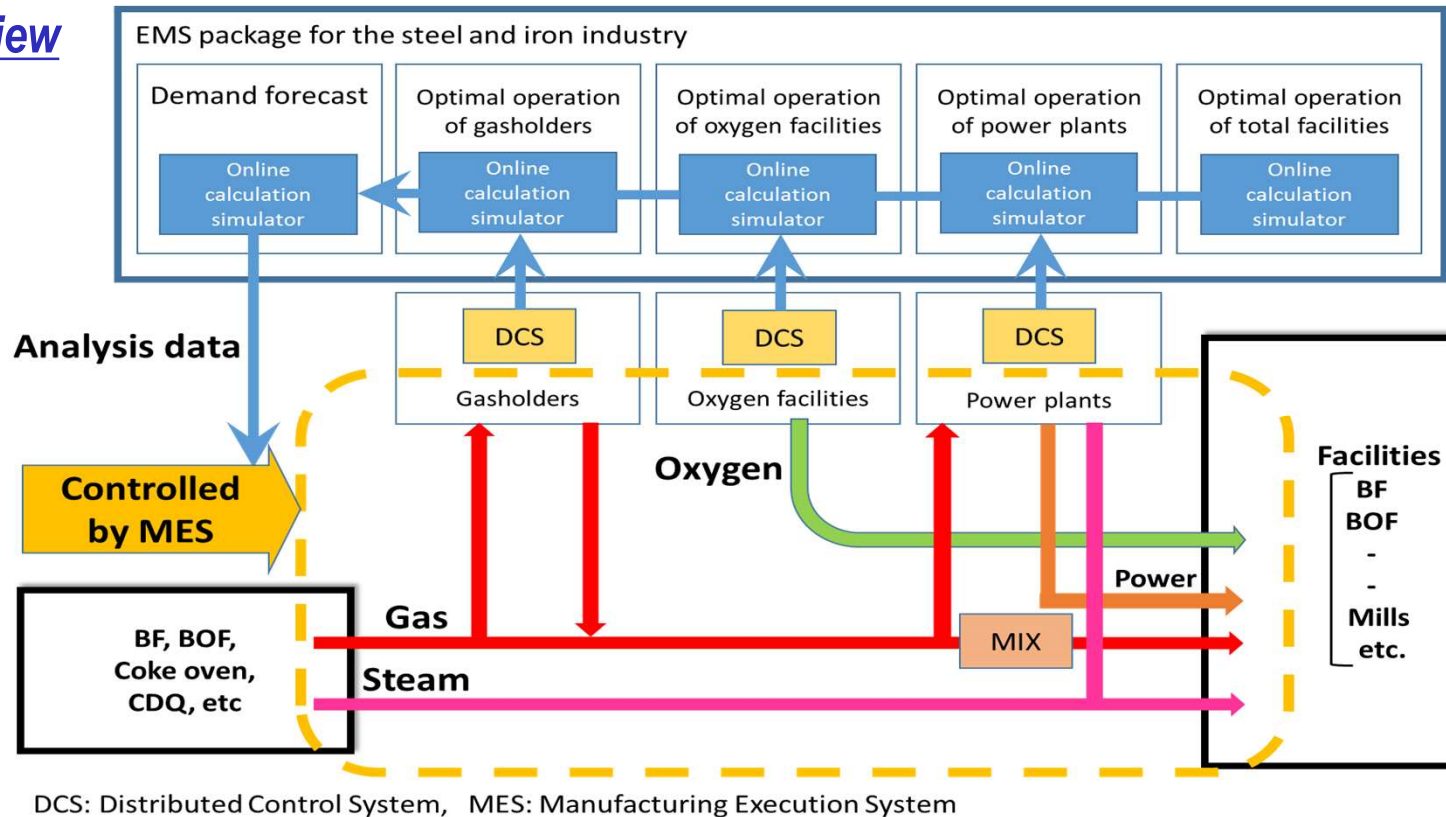 EMS package for the steel and iron industry
Demand forecast
Online
calculation
simulator
Optimal operation
of gasholders
Online
calculation
simulator
Optimal operation
of oxygen facilities
Online
calculation
simulator
Optimal operation
of power plants
Online
calculation
simulator
Optimal operation
of total facilities
Online
calculation
simulator
Analysis data
DCS
Gasholders
DCS
Oxygen facilities
DCS
Power plants
Controlled
by MES
Oxygen
Power
Gas
MIX
Steam
BF, BOF,
Coke oven,
CDQ, etc
Facilities
BF
BOF
-
-
Mills
etc.
DCS: Distributed Control System, MES: Manufacturing Execution System